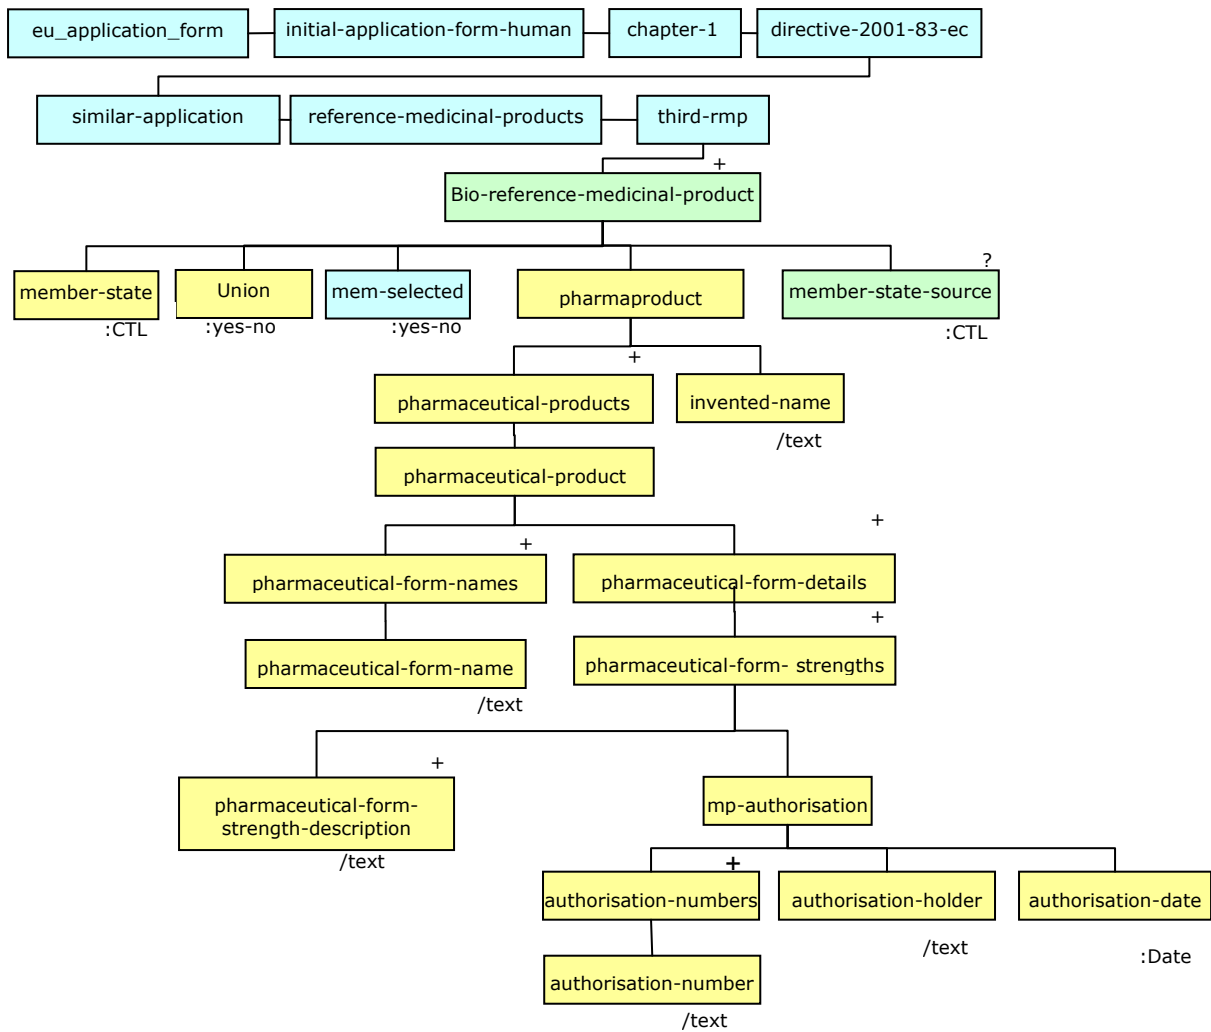 eu_application_form
initial-application-form-human
chapter-1
directive-2001-83-ec
similar-application
reference-medicinal-products
third-rmp
+
Bio-reference-medicinal-product
?
member-state
Union
mem-selected
pharmaproduct
member-state-source
:CTL
:yes-no
:yes-no
:CTL
+
pharmaceutical-products
invented-name
/text
pharmaceutical-product
+
+
pharmaceutical-form-names
pharmaceutical-form-details
+
pharmaceutical-form-name
pharmaceutical-form- strengths
/text
+
pharmaceutical-form-
strength-description
mp-authorisation
/text
+
authorisation-numbers
authorisation-holder
authorisation-date
/text
:Date
authorisation-number
/text